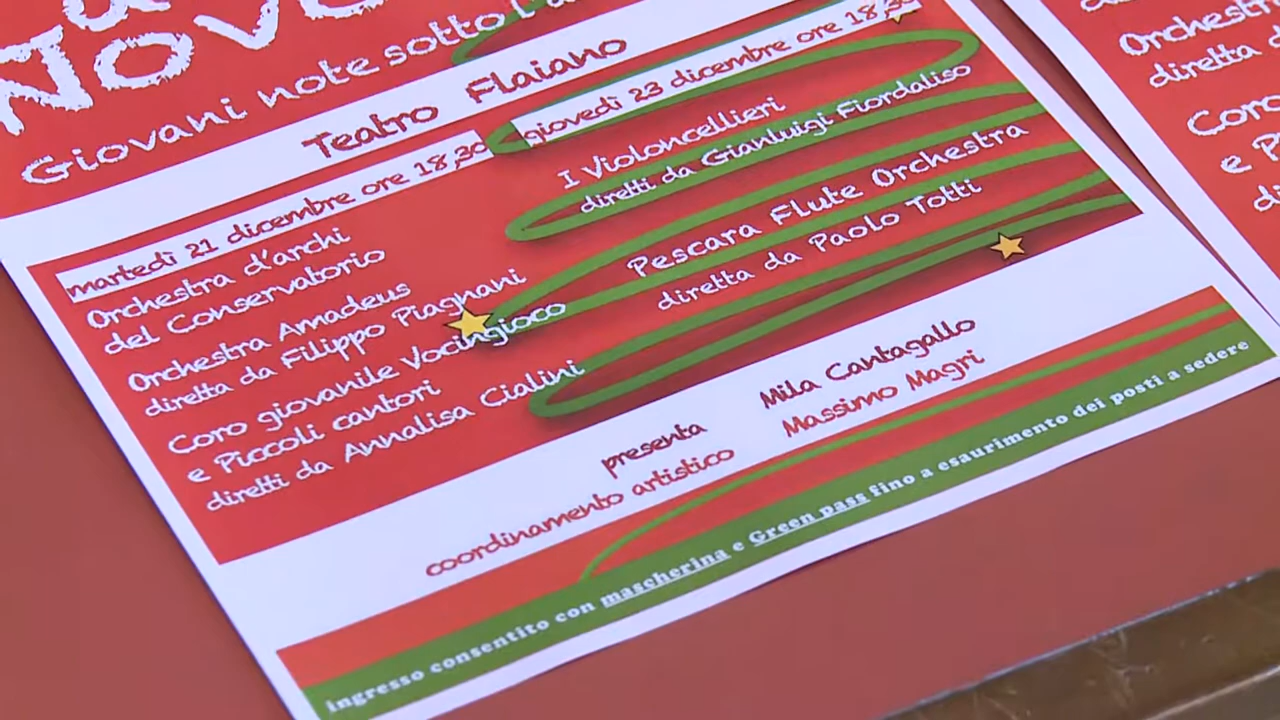 Nov
Giovani note sotto l'a
Teatro Flaiano
martedì 21 dicembre ore 18,30
Orchestra d'archi
del Conservatorio
Orchestra Amadeus
diretta da Filippo Piagnani
Coro giovanile Vocingioco
e Piccoli cantori
diretti da Annalisa Cialini
giovedì 23 dicembre ore 18,30
I Violoncellieri
diretti da Gianluigi Fiordaliso
Pescara Flute Orchestra
diretta da Paolo Totti
presenta Mila Cantagallo
coordinamento artistico Massimo Magri
ingresso consentito con mascherina e Green pass fino a esaurimento dei posti a sedere
Orchestr
diretta d
Coro
e P
di